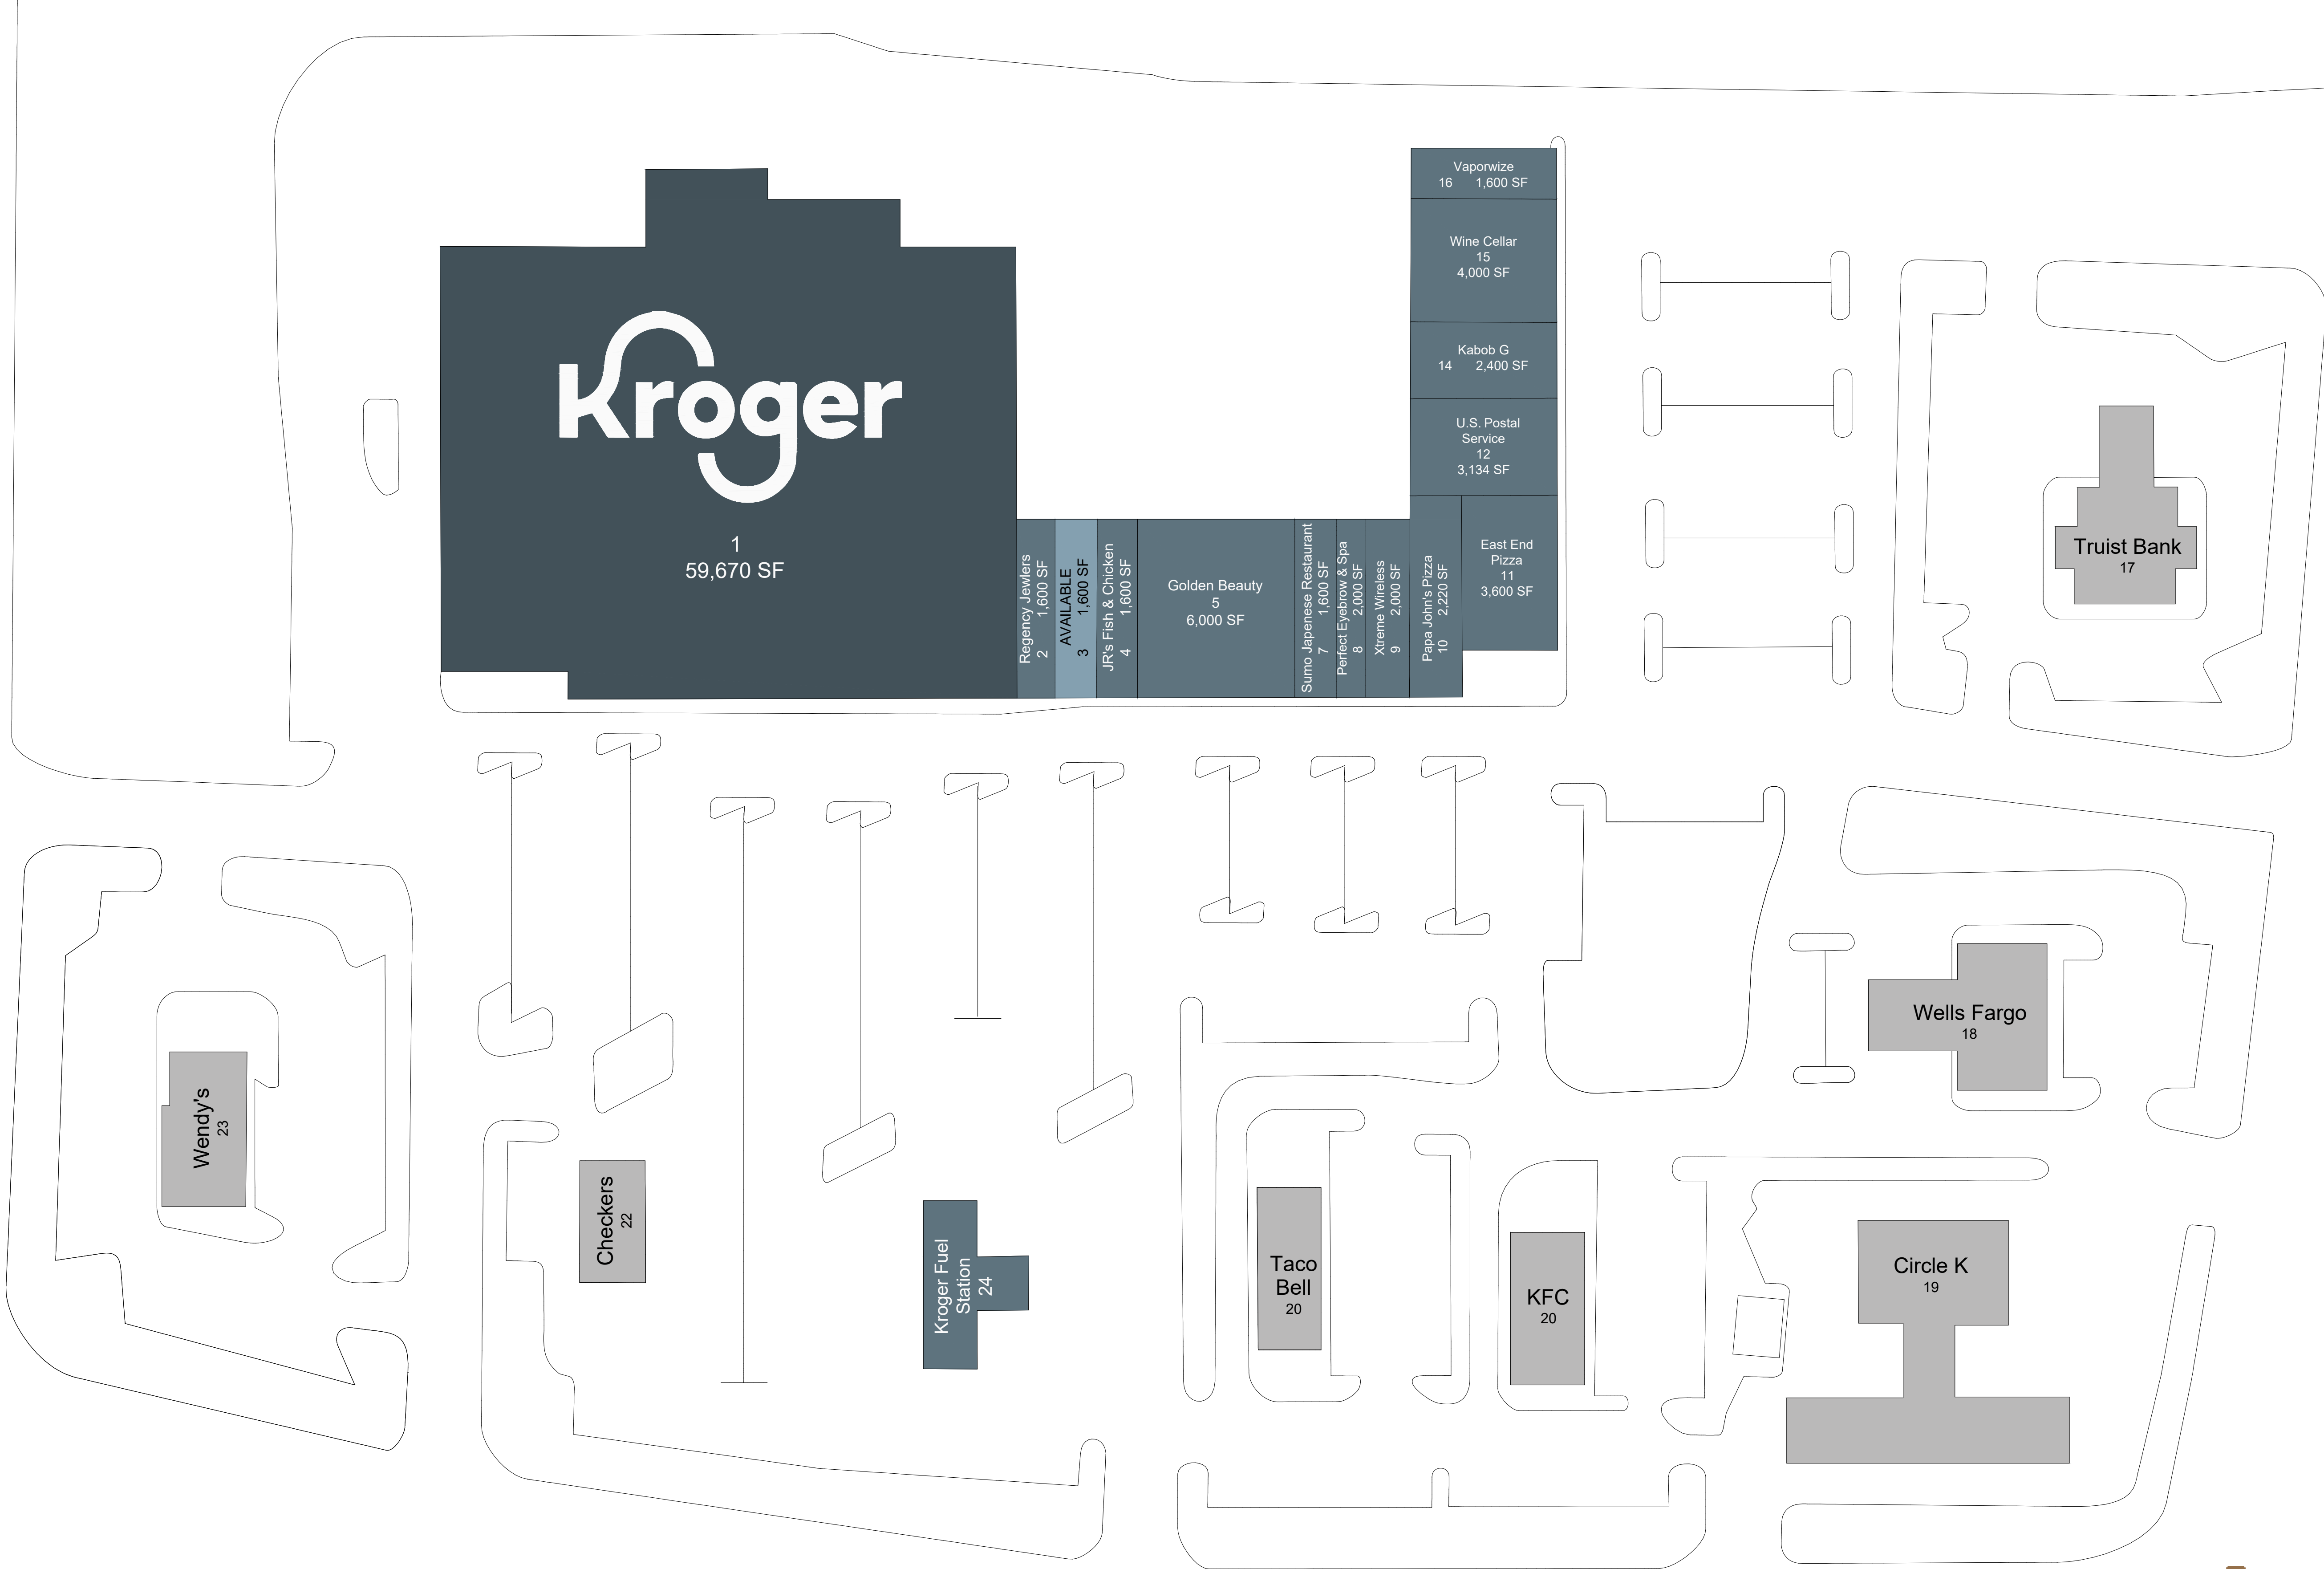 Vaporwize
16 1,600 SF
Wine Cellar
15
4,000 SF
Kabob G
14 2,400 SF
U.S. Postal
Service
12
3,134 SF
Kroger
1
59,670 SF
Regency Jewlers
2 1,600 SF
AVAILABLE
3 1,600 SF
JR's Fish & Chicken
4 1,600 SF
Golden Beauty
5
6,000 SF
Sumo Japenese Restaurant
7 1,600 SF
Perfect Eyebrow & Spa
8 2,000 SF
Xtreme Wireless
9 2,000 SF
Papa John's Pizza
10 2,220 SF
East End
Pizza
11
3,600 SF
Truist Bank
17
Wells Fargo
18
Wendy's
23
Checkers
22
Kroger Fuel
Station
24
Taco
Bell
20
KFC
20
Circle K
19